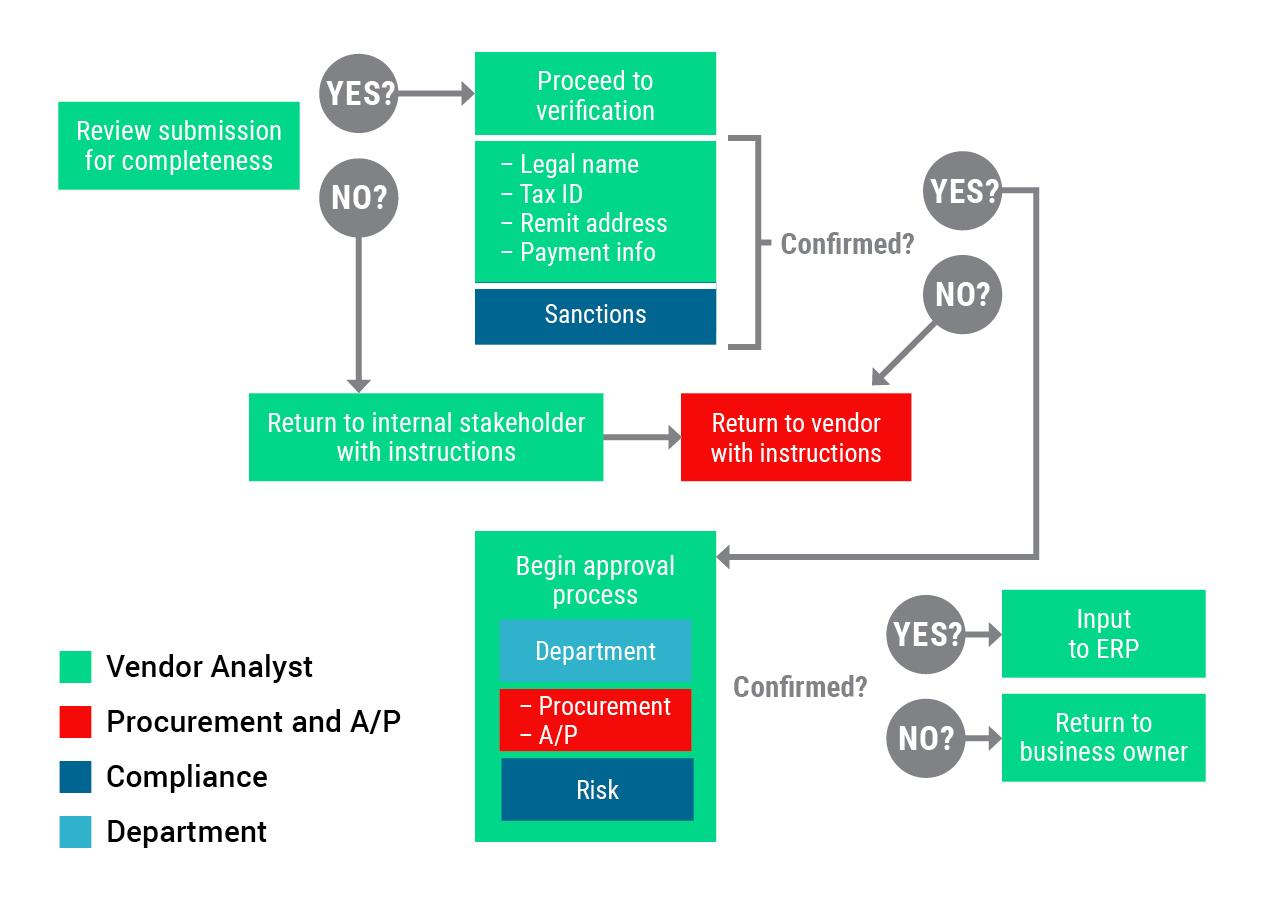 Review submission
for completeness
YES?
NO?
Proceed to
verification
– Legal name
– Tax ID
– Remit address
– Payment info
Sanctions
Confirmed?
YES?
NO?
Return to internal stakeholder
with instructions
Return to vendor
with instructions
Begin approval
process
Department
– Procurement
– A/P
Risk
Confirmed?
YES?
NO?
Input
to ERP
Return to
business owner
Vendor Analyst
Procurement and A/P
Compliance
Department